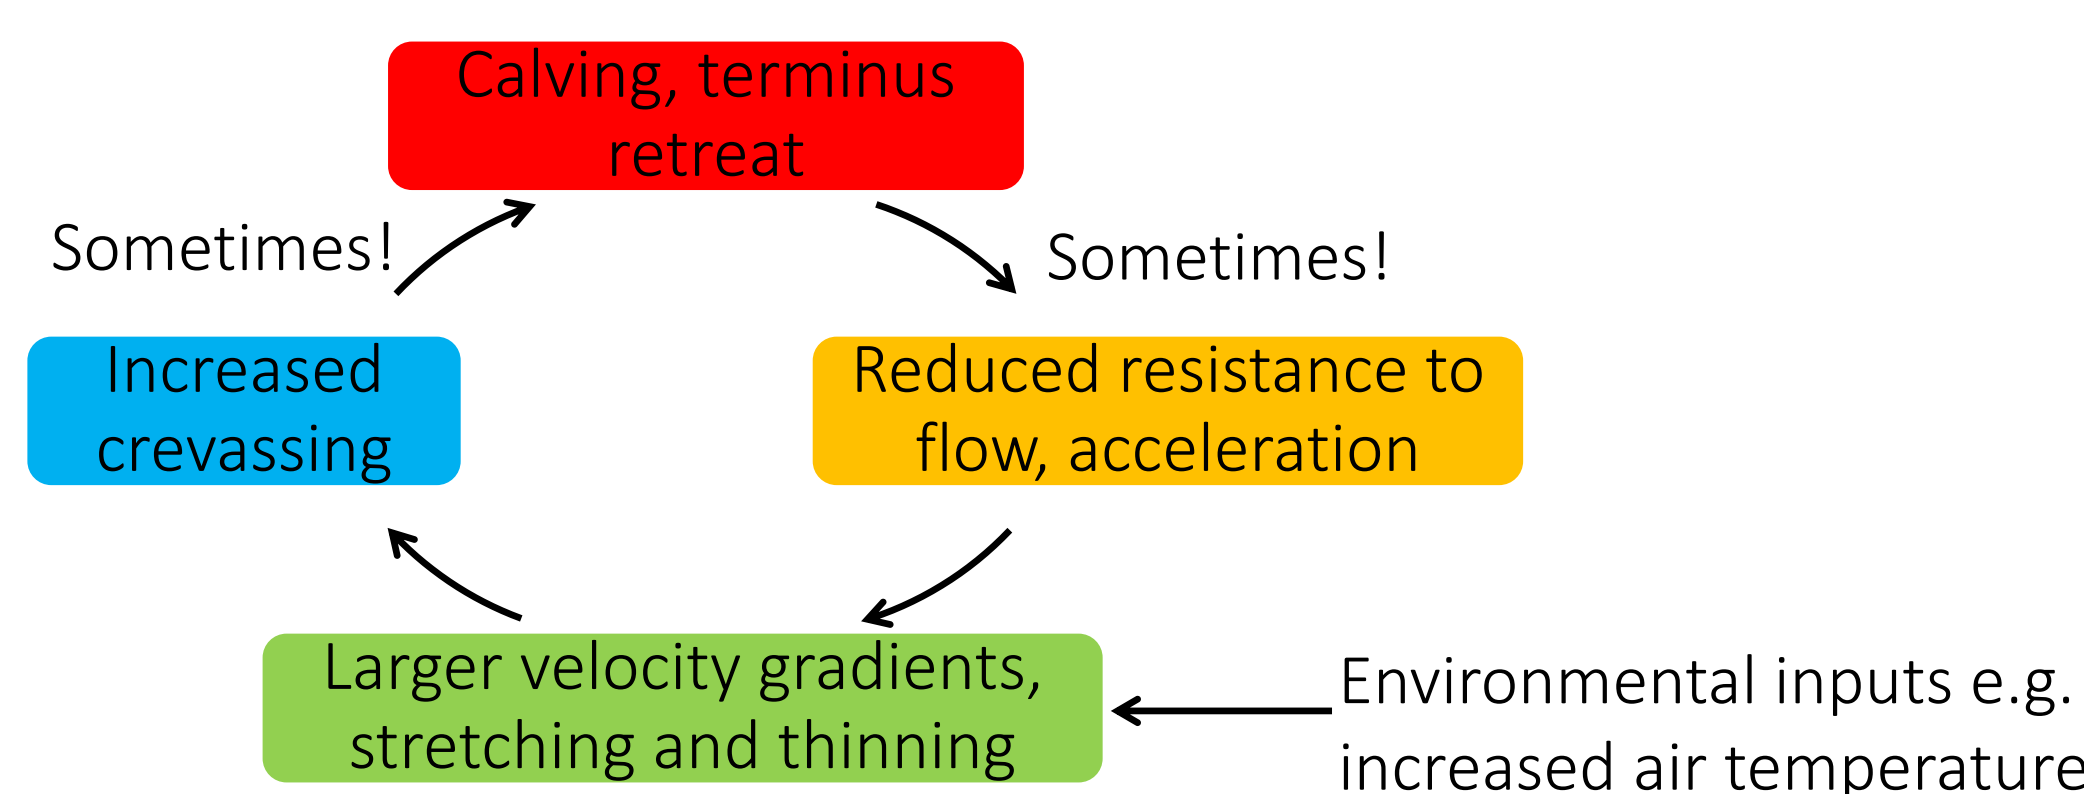 Calving, terminus
retreat
Sometimes!
Sometimes!
Increased
crevassing
Reduced resistance to
flow, acceleration
Larger velocity gradients,
stretching and thinning
Environmental inputs e.g.
increased air temperature